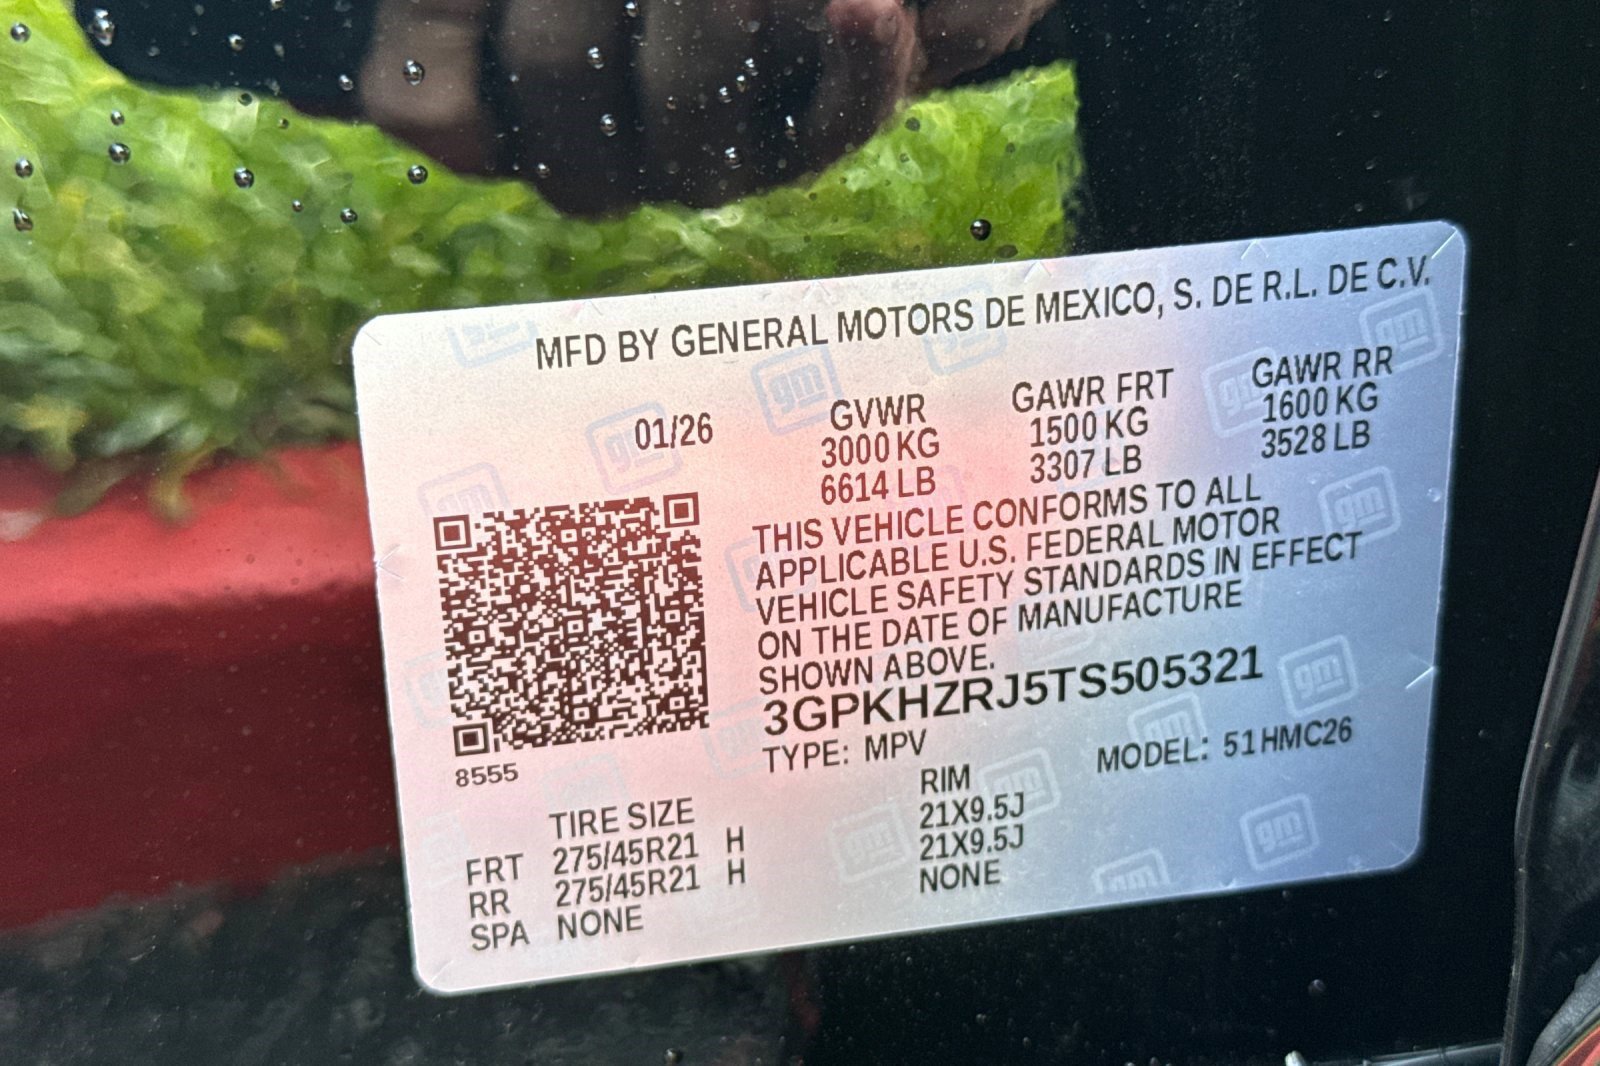 MFD BY GENERAL MOTORS DE MEXICO, S. DE R.L. DE C.V.
01/26 GVWR GAWR FRT GAWR RR
3000 KG 1500 KG 1600 KG
6614 LB 3307 LB 3528 LB
THIS VEHICLE CONFORMS TO ALL
APPLICABLE U.S. FEDERAL MOTOR
VEHICLE SAFETY STANDARDS IN EFFECT
ON THE DATE OF MANUFACTURE
SHOWN ABOVE.
3GPKHZRJ5TS505321
TYPE: MPV MODEL: 51HMC26
8555
TIRE SIZE RIM
FRT 275/45R21 H 21X9.5J
RR 275/45R21 H 21X9.5J
SPA NONE NONE